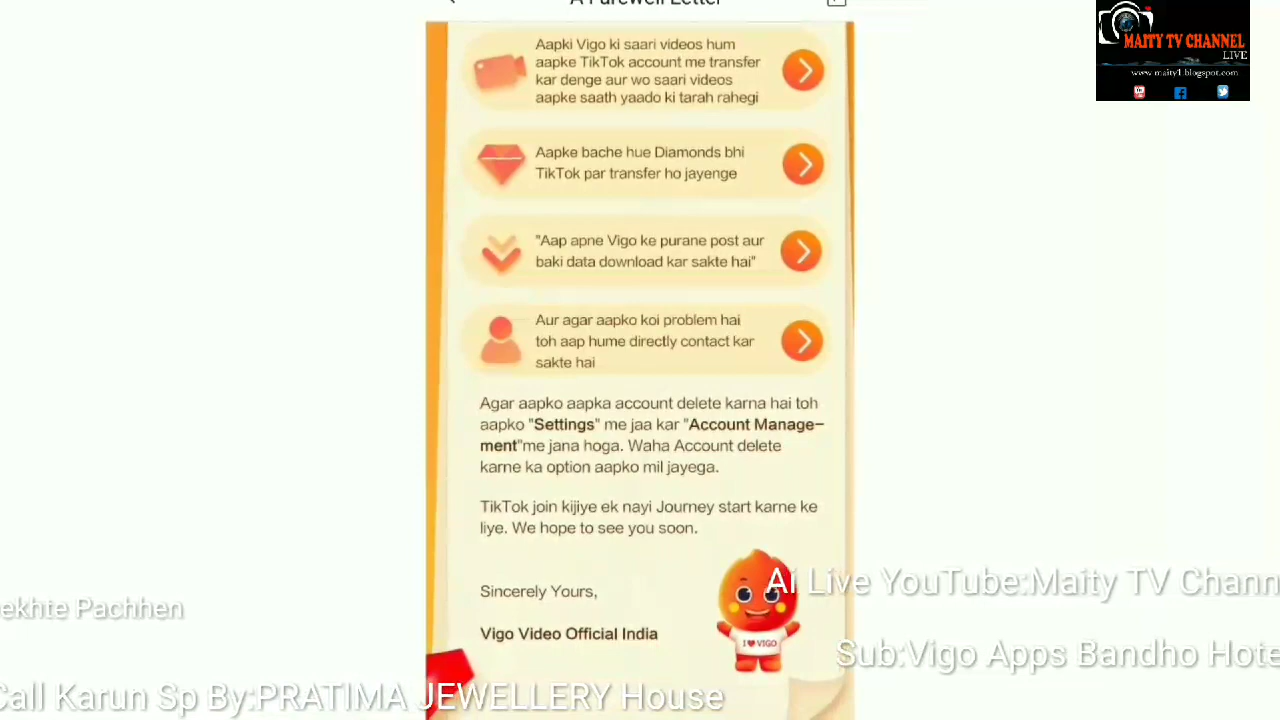 A Farewell Letter
MAITY TV CHANNEL
LIVE
www.maity1.blogspot.com
Aapki Vigo ki saari videos hum
aapke TikTok account me transfer
kar denge aur wo saari videos
aapke saath yaado ki tarah rahegi
Aapke bache hue Diamonds bhi
TikTok par transfer ho jayenge
"Aap apne Vigo ke purane post aur
baki data download kar sakte hai"
Aur agar aapko koi problem hai
toh aap hume directly contact kar
sakte hai
Agar aapko aapka account delete karna hai toh
aapko "Settings" me jaa kar "Account Manage-
ment"me jana hoga. Waha Account delete
karne ka option aapko mil jayega.
TikTok join kijiye ek nayi Journey start karne ke
liye. We hope to see you soon.
Sincerely Yours,
Vigo Video Official India
I ♥ VIGO
Ai Live YouTube:Maity TV Chann
ekhte Pachhen
Sub:Vigo Apps Bandho Hote
Call Karun Sp By:PRATIMA JEWELLERY House